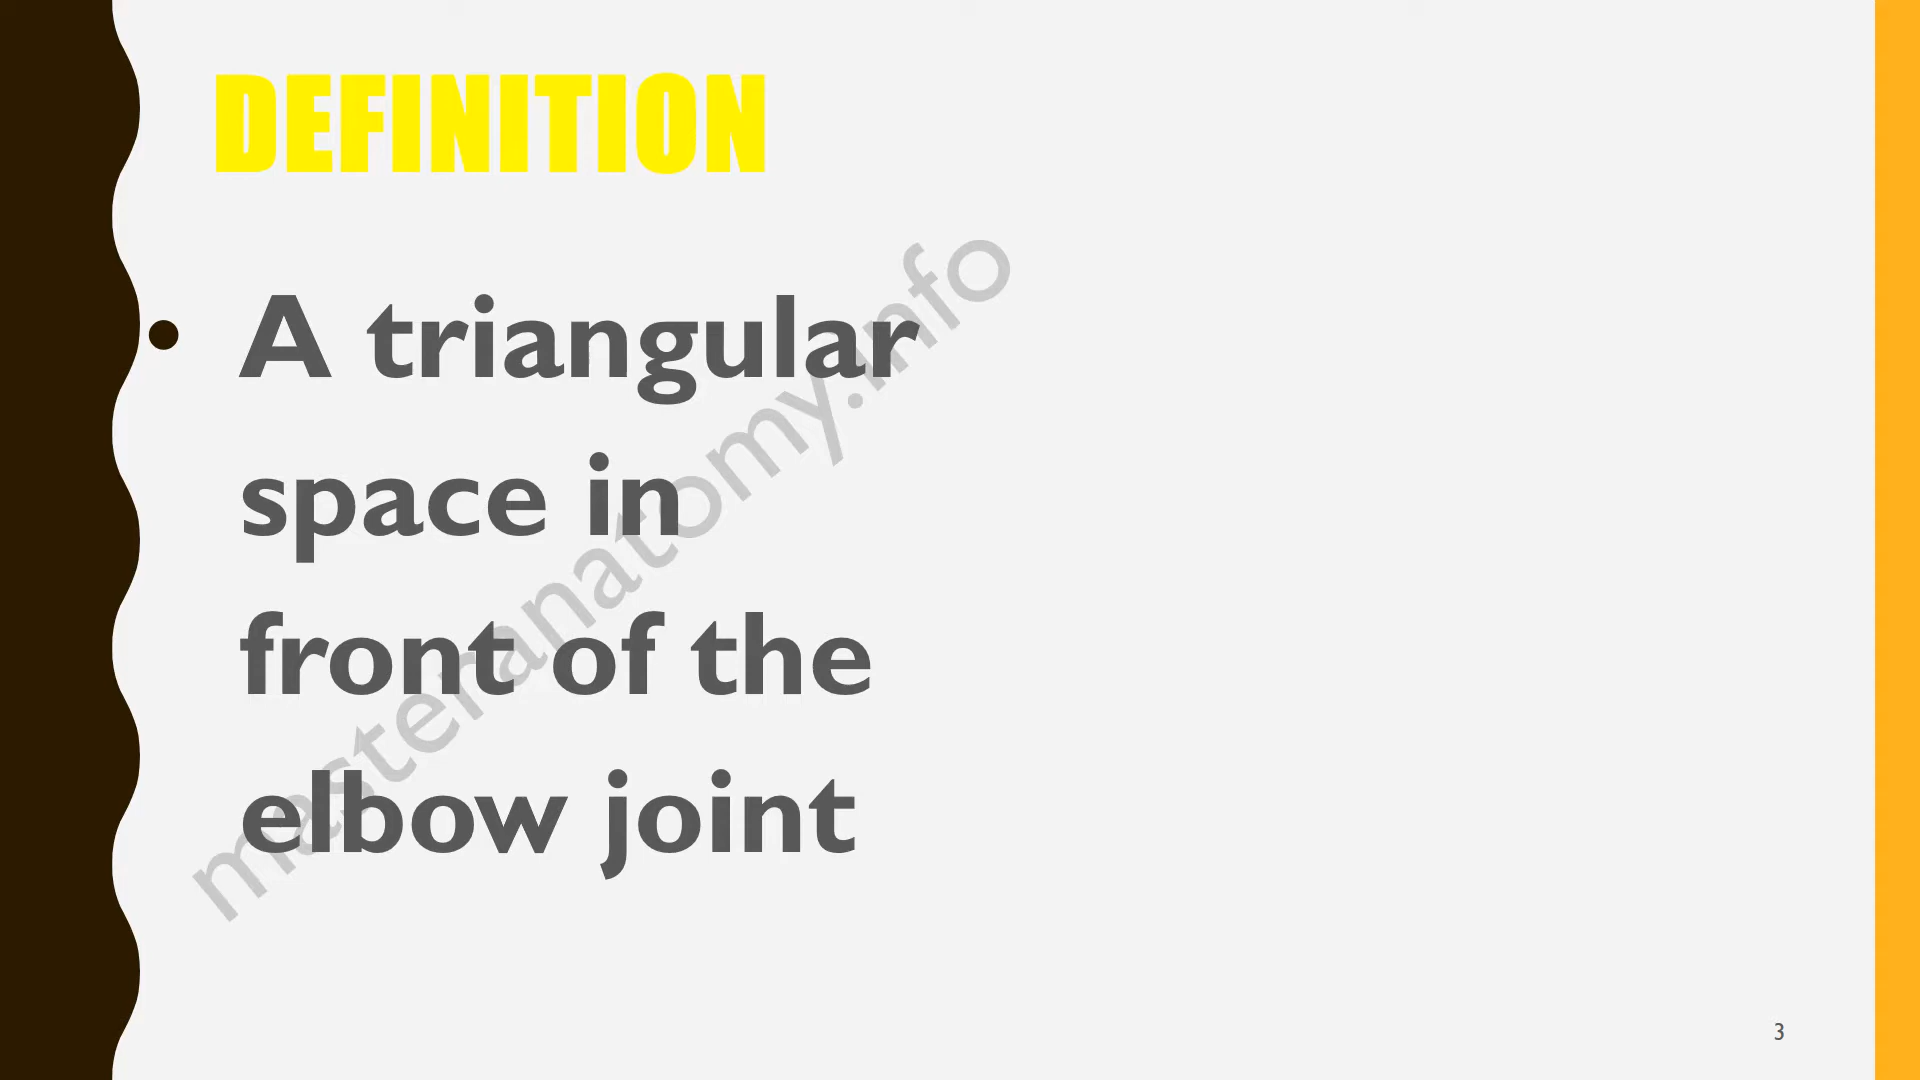 DEFINITION
• A triangular
space in
front of the
elbow joint
masteranatomy.info
3